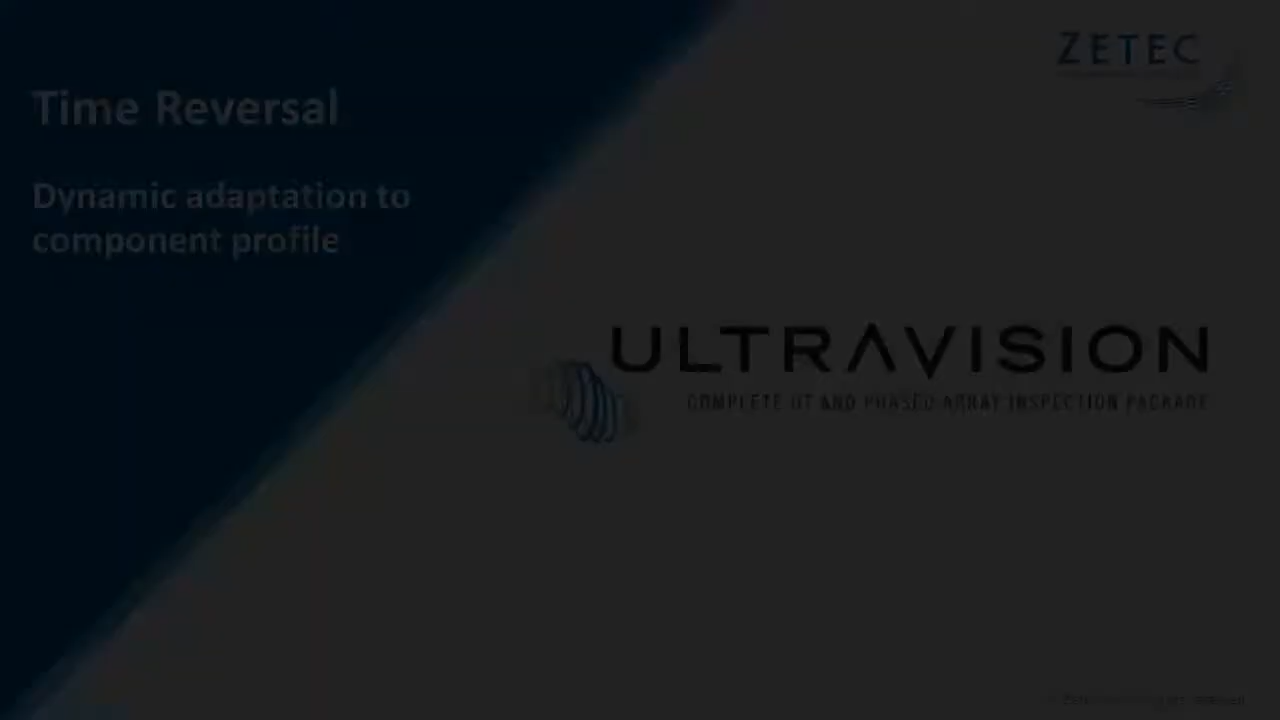 ZETEC
Time Reversal
Dynamic adaptation to
component profile
ULTRAVISION
COMPLETE UT AND PHASED ARRAY INSPECTION PACKAGE